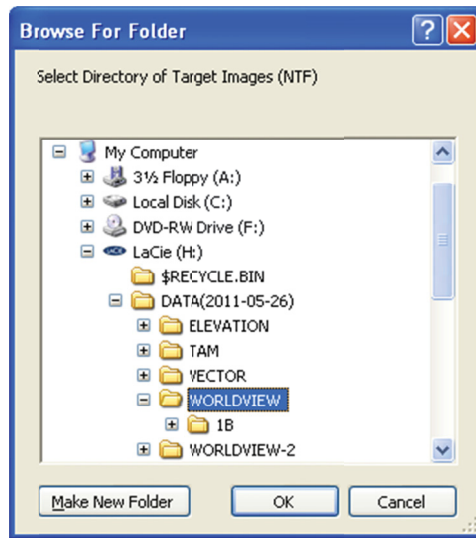 Browse For Folder
Select Directory of Target Images (NTF)
My Computer
3½ Floppy (A:)
Local Disk (C:)
DVD-RW Drive (F:)
LaCie (H:)
$RECYCLE.BIN
DATA(2011-05-26)
ELEVATION
TAM
VECTOR
WORLDVIEW
1B
WORLDVIEW-2
Make New Folder OK Cancel